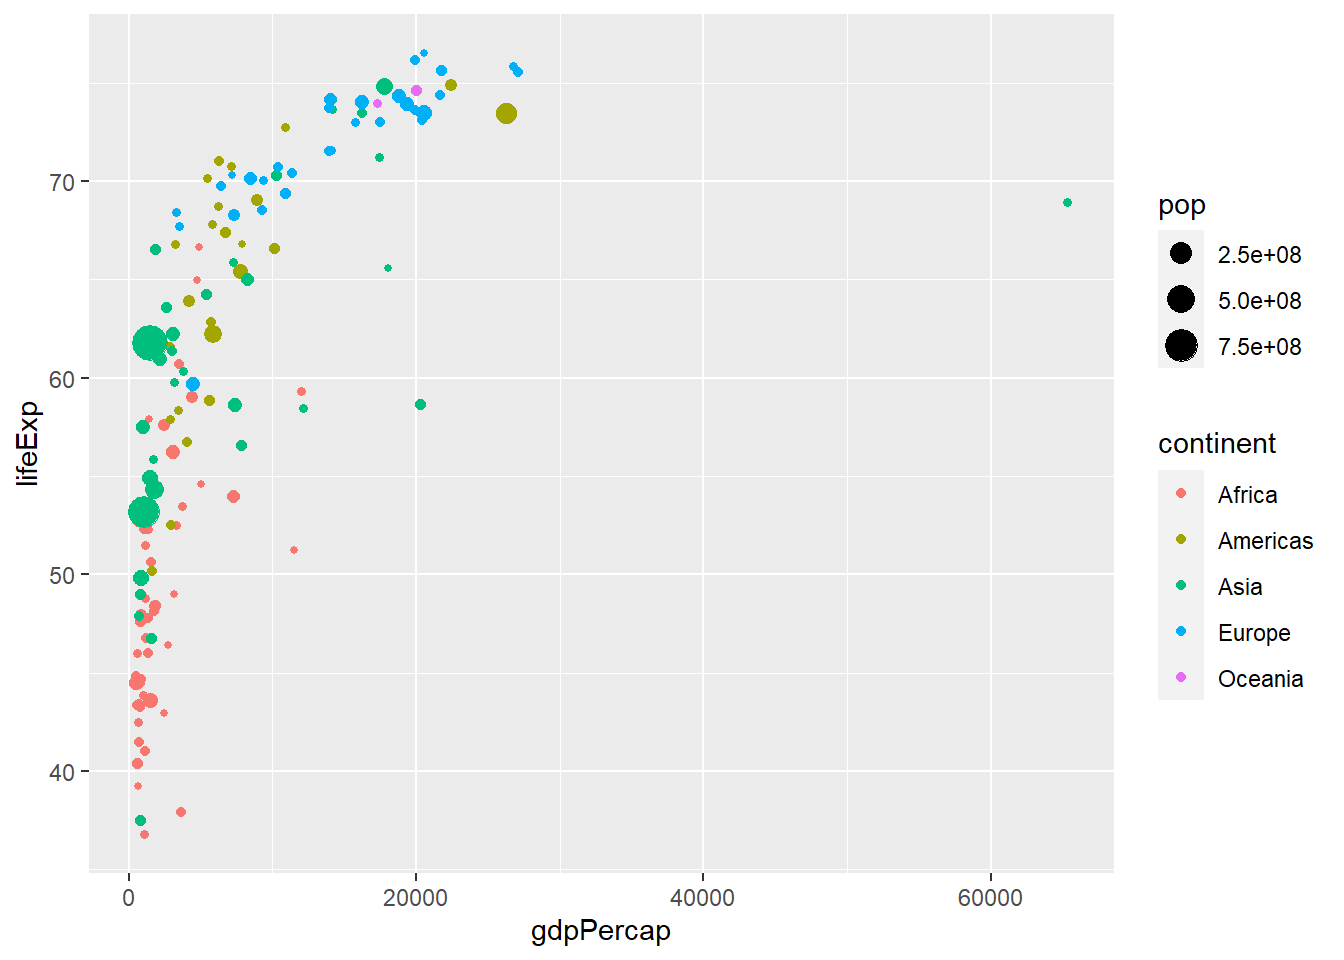 lifeExp
70
60
50
40
0
20000
40000
60000
gdpPercap
pop
2.5e+08
5.0e+08
7.5e+08
continent
Africa
Americas
Asia
Europe
Oceania